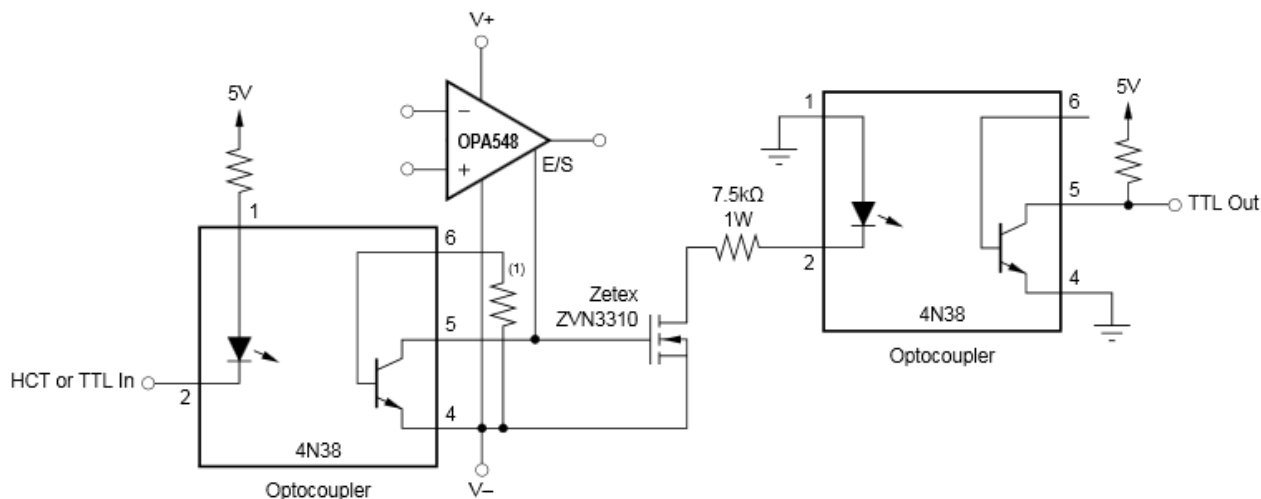 V+
5V
−
OPA548
+
E/S
1
6
(1)
5
HCT or TTL In
2
4
4N38
Optocoupler
V–
Zetex
ZVN3310
7.5kΩ
1W
1
2
6
5V
5
TTL Out
4
4N38
Optocoupler